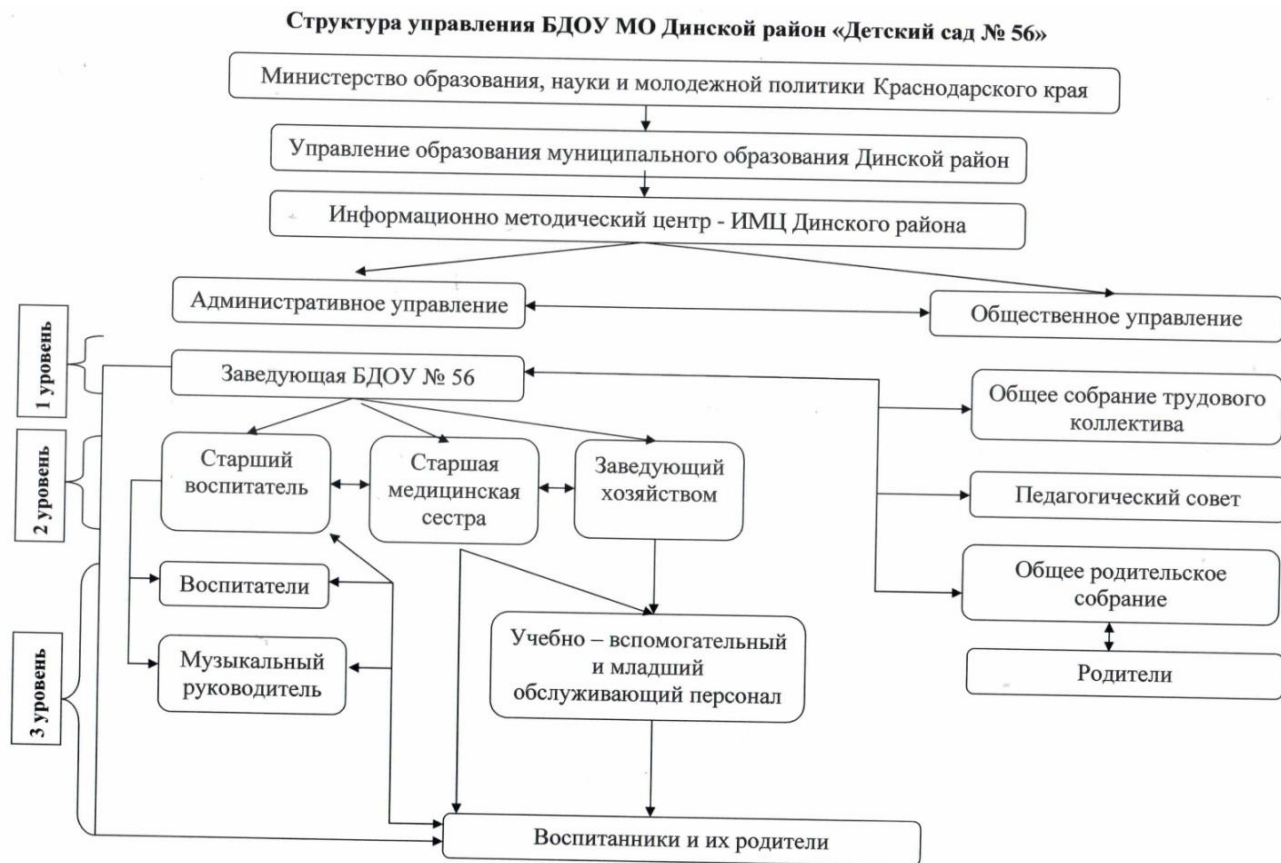 Структура управления БДОУ МО Динской район «Детский сад № 56»
Министерство образования, науки и молодежной политики Краснодарского края
Управление образования муниципального образования Динской район
Информационно методический центр - ИМЦ Динского района
Административное управление
Общественное управление
1 уровень
Заведующая БДОУ № 56
Общее собрание трудового
коллектива
2 уровень
Старший
воспитатель
Старшая
медицинская
сестра
Заведующий
хозяйством
Педагогический совет
3 уровень
Воспитатели
Музыкальный
руководитель
Учебно – вспомогательный
и младший
обслуживающий персонал
Общее родительское
собрание
Родители
Воспитанники и их родители